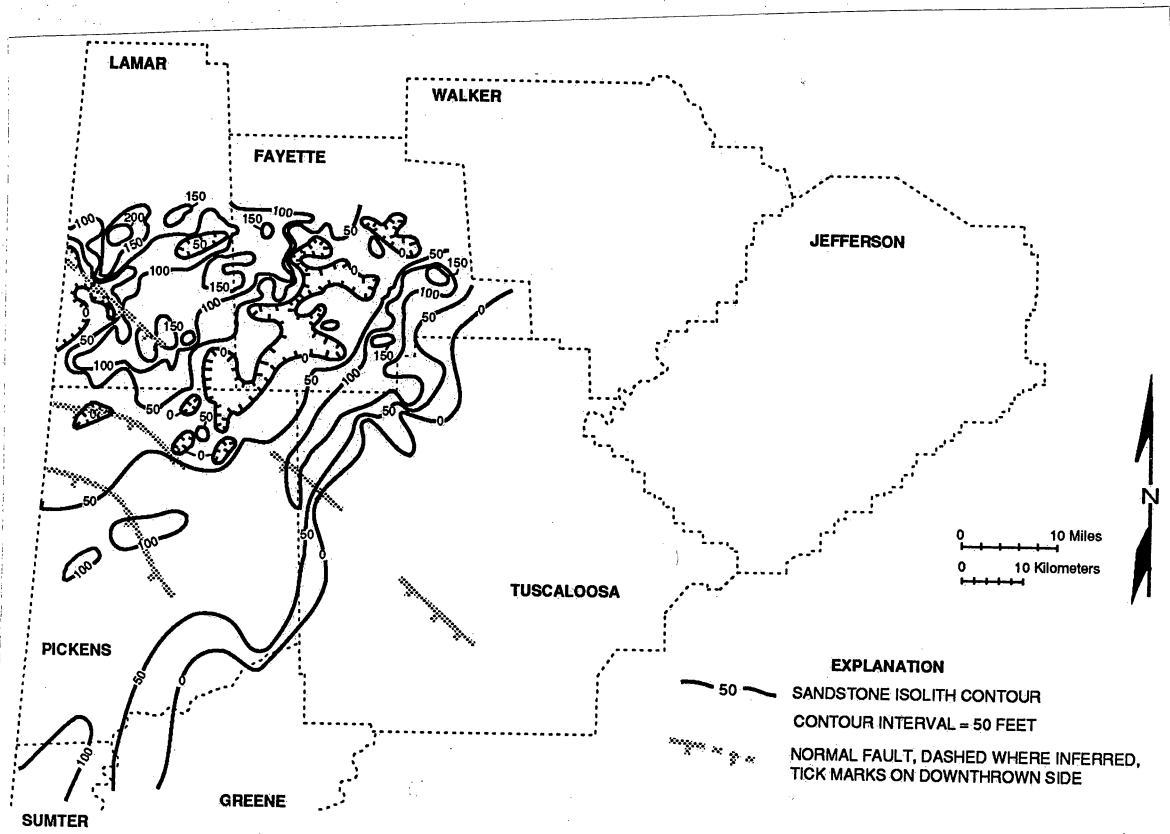 LAMAR
WALKER
FAYETTE
JEFFERSON
150
100
200
150
100
150
50
50
150
50
0
50
150
100
150
100
0
100
50
0
0
150
50
150
100
0
0
50
100
50
0
50
50
0
0
0
50
100
100
50
0
TUSCALOOSA
PICKENS
50
0
100
GREENE
SUMTER
0 10 Miles
0 10 Kilometers
N
EXPLANATION
50 SANDSTONE ISOLITH CONTOUR
CONTOUR INTERVAL = 50 FEET
NORMAL FAULT, DASHED WHERE INFERRED,
TICK MARKS ON DOWNTHROWN SIDE